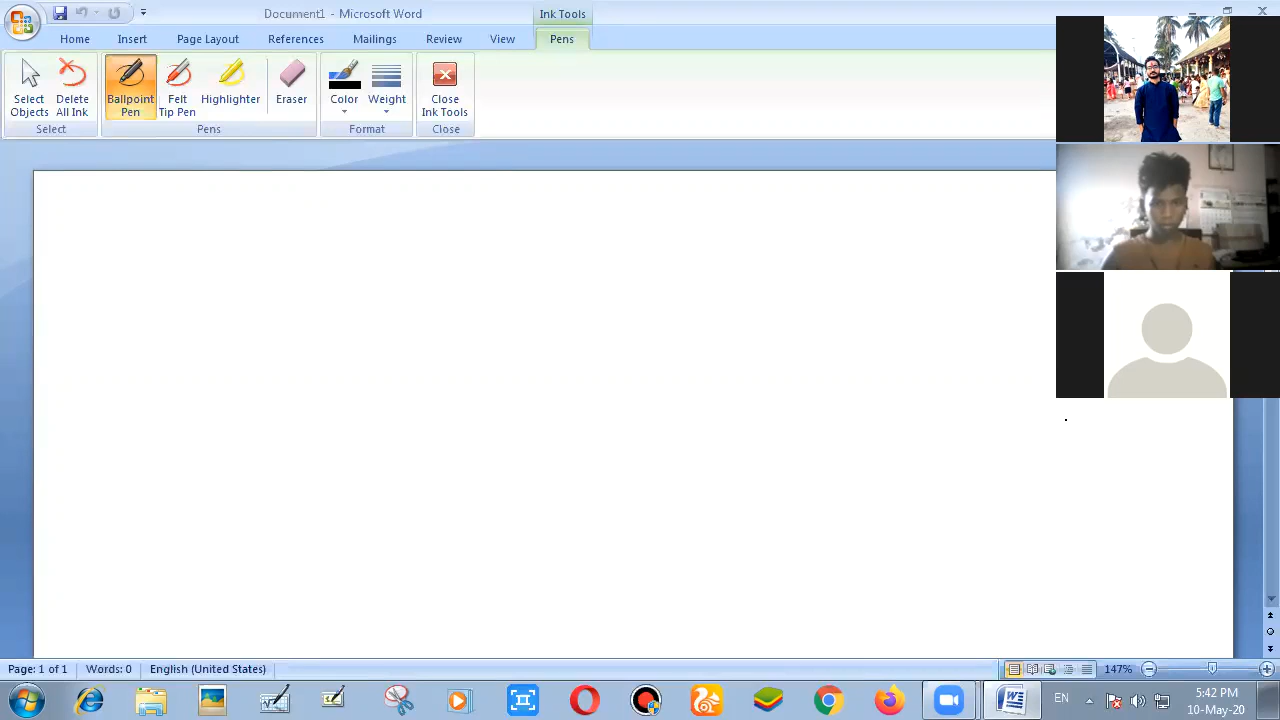 Document1 - Microsoft Word
Ink Tools
Home
Insert
Page Layout
References
Mailings
Review
View
Pens
Select Objects
Delete All Ink
Ballpoint Pen
Felt Tip Pen
Highlighter
Eraser
Color
Weight
Close Ink Tools
Select
Pens
Format
Close
Page: 1 of 1
Words: 0
English (United States)
147%
EN
5:42 PM
10-May-20